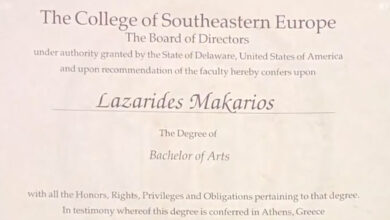 The College of Southeastern Europe
The Board of Directors
under authority granted by the State of Delaware, United States of America
and upon recommendation of the faculty hereby confers upon
Lazarides Makarios
The Degree of
Bachelor of Arts
with all the Honors, Rights, Privileges and Obligations pertaining to that degree.
In testimony whereof this degree is conferred in Athens, Greece